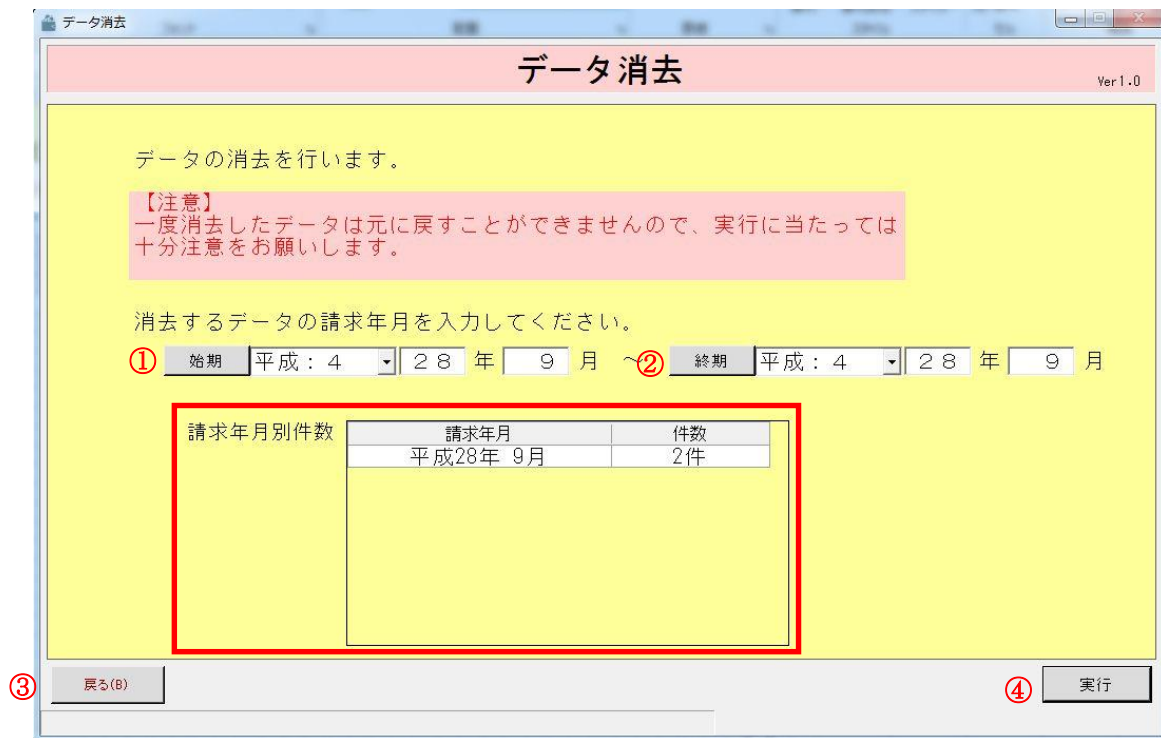 データ消去
データ消去
Ver1.0
データの消去を行います。
【注意】
一度消去したデータは元に戻すことができませんので、実行に当たっては
十分注意をお願いします。
消去するデータの請求年月を入力してください。
① 始期 平成：4 28 年 9 月 ～ ② 終期 平成：4 28 年 9 月
請求年月別件数 請求年月 件数
平成28年 9月 2件
③ 戻る(B) ④ 実行